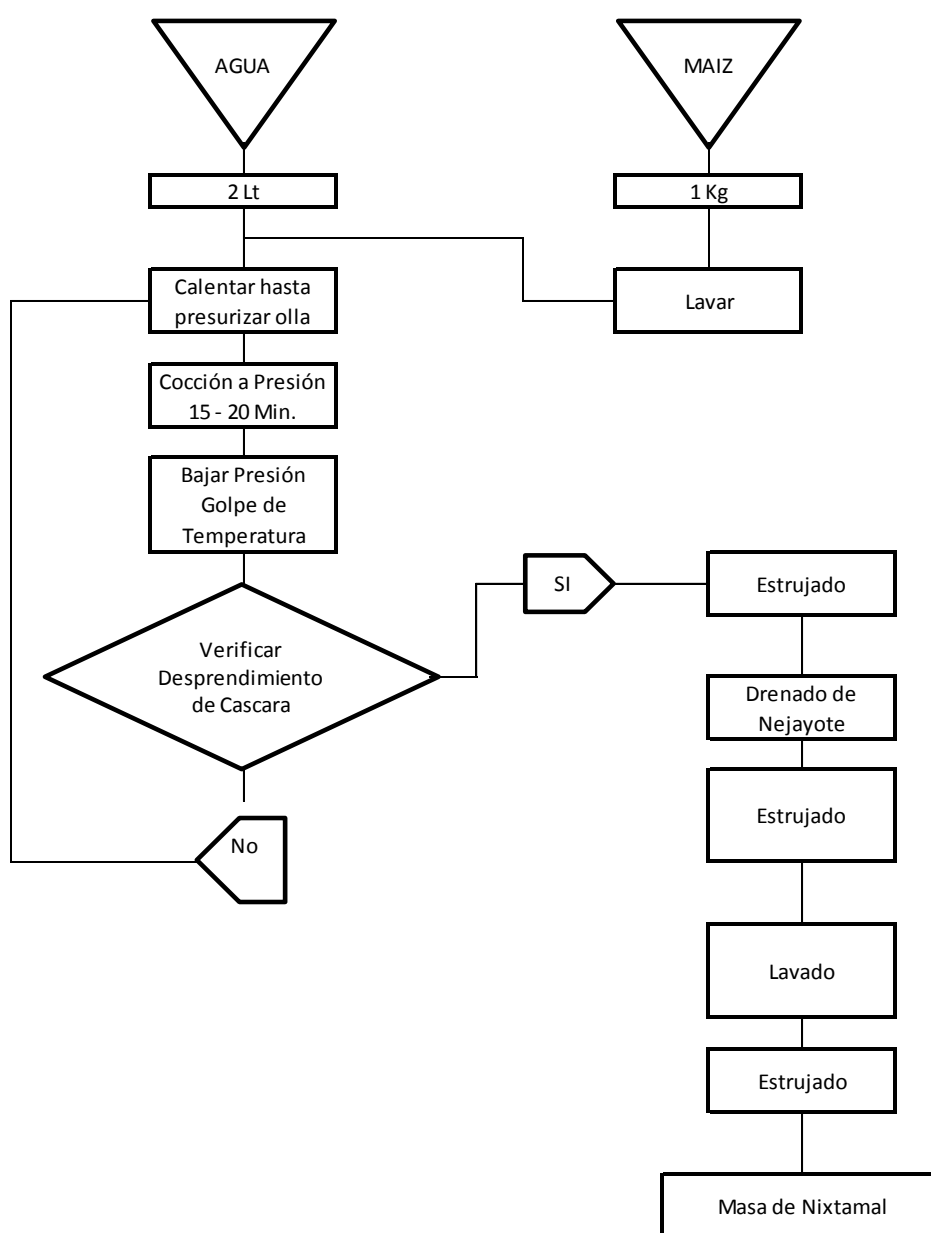 AGUA
MAIZ
2 Lt
1 Kg
Calentar hasta
presurizar olla
Lavar
Cocción a Presión
15 - 20 Min.
Bajar Presión
Golpe de
Temperatura
Verificar
Desprendimiento
de Cascara
No
SI
Estrujado
Drenado de
Nejayote
Estrujado
Lavado
Estrujado
Masa de Nixtamal